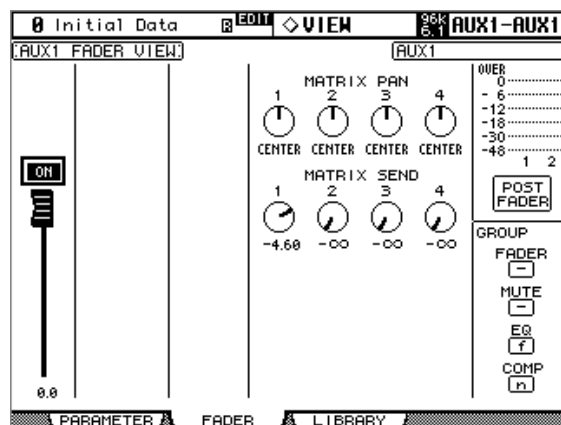 0 Initial Data R EDIT ◇VIEW 96k 6.1 AUX1-AUX1
AUX1 FADER VIEW
AUX1
MATRIX PAN
1 2 3 4
CENTER CENTER CENTER CENTER
MATRIX SEND
1 2 3 4
-4.60 -∞ -∞ -∞
ON
0.0
OVER
0
- 6
-12
-18
-30
-48
1 2
POST
FADER
GROUP
FADER
-
MUTE
-
EQ
f
COMP
n
PARAMETER FADER LIBRARY